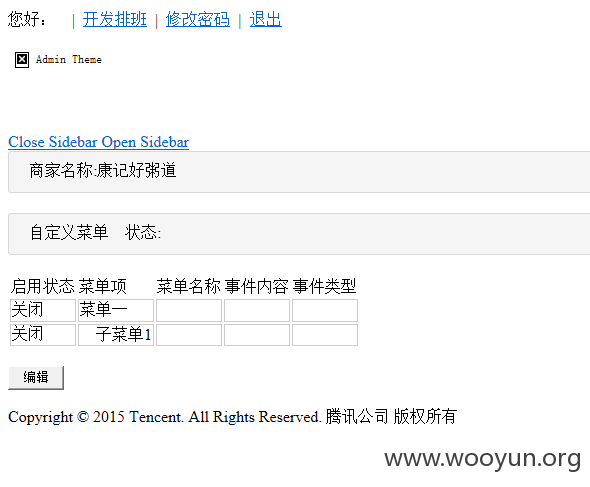 您好： | 开发排班 | 修改密码 | 退出
Admin Theme
Close Sidebar Open Sidebar
商家名称:康记好粥道
自定义菜单 状态:
启用状态 菜单项 菜单名称 事件内容 事件类型
关闭 菜单一
关闭 子菜单1
编辑
Copyright © 2015 Tencent. All Rights Reserved. 腾讯公司 版权所有
www.wooyun.org